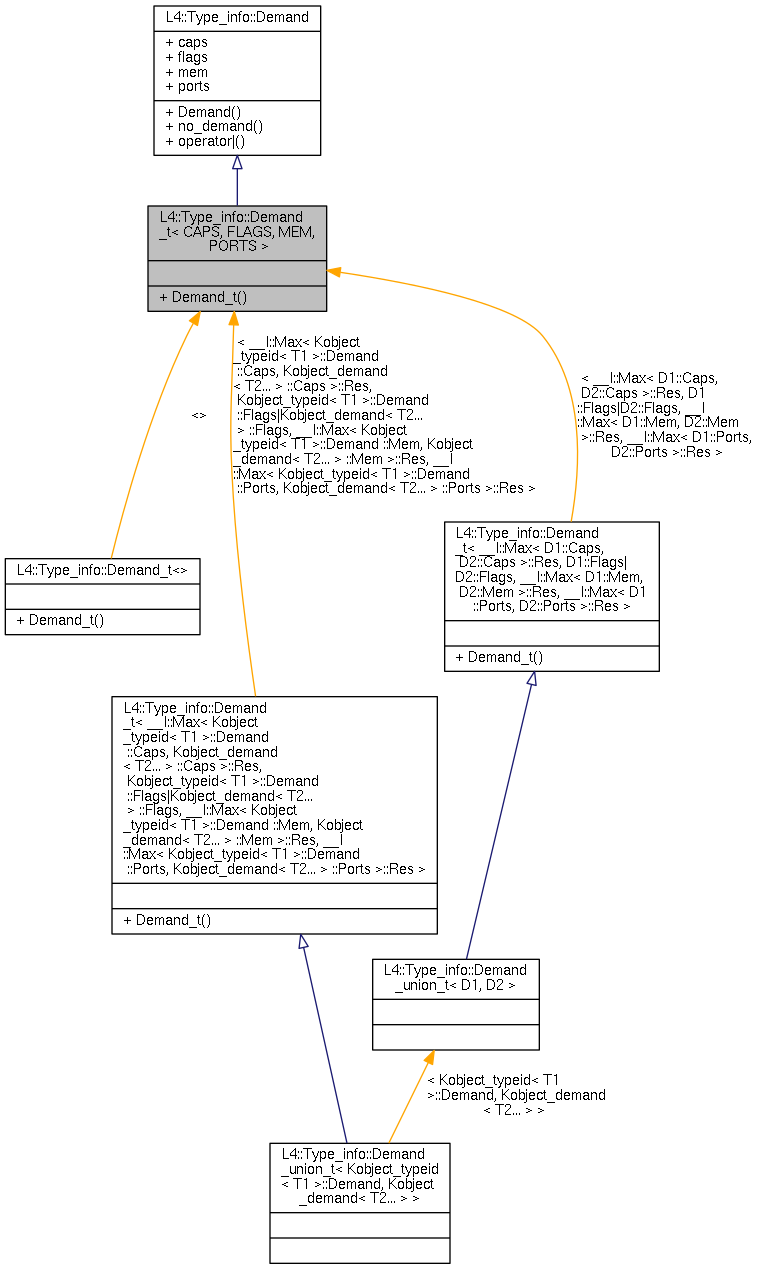 L4::Type_info::Demand
+ caps
+ flags
+ mem
+ ports
+ Demand()
+ no_demand()
+ operator|()
L4::Type_info::Demand
_t< CAPS, FLAGS, MEM,
PORTS >
+ Demand_t()
<>
< __I::Max< Kobject
_typeid< T1 >::Demand
::Caps, Kobject_demand
< T2... > ::Caps >::Res,
Kobject_typeid< T1 >::Demand
::Flags|Kobject_demand< T2...
> ::Flags, __I::Max< Kobject
_typeid< T1 >::Demand ::Mem, Kobject
_demand< T2... > ::Mem >::Res, __I
::Max< Kobject_typeid< T1 >::Demand
::Ports, Kobject_demand< T2... > ::Ports >::Res >
< __I::Max< D1::Caps,
D2::Caps >::Res, D1
::Flags|D2::Flags, __I
::Max< D1::Mem, D2::Mem
>::Res, __I::Max< D1::Ports,
D2::Ports >::Res >
L4::Type_info::Demand_t<>
+ Demand_t()
L4::Type_info::Demand
_t< __I::Max< D1::Caps,
D2::Caps >::Res, D1::Flags|
D2::Flags, __I::Max< D1::Mem,
D2::Mem >::Res, __I::Max< D1
::Ports, D2::Ports >::Res >
+ Demand_t()
L4::Type_info::Demand
_t< __I::Max< Kobject
_typeid< T1 >::Demand
::Caps, Kobject_demand
< T2... > ::Caps >::Res,
Kobject_typeid< T1 >::Demand
::Flags|Kobject_demand< T2...
> ::Flags, __I::Max< Kobject
_typeid< T1 >::Demand ::Mem, Kobject
_demand< T2... > ::Mem >::Res, __I
::Max< Kobject_typeid< T1 >::Demand
::Ports, Kobject_demand< T2... > ::Ports >::Res >
+ Demand_t()
L4::Type_info::Demand
_union_t< D1, D2 >
< Kobject_typeid< T1
>::Demand, Kobject_demand
< T2... > >
L4::Type_info::Demand
_union_t< Kobject_typeid
< T1 >::Demand, Kobject
_demand< T2... > >